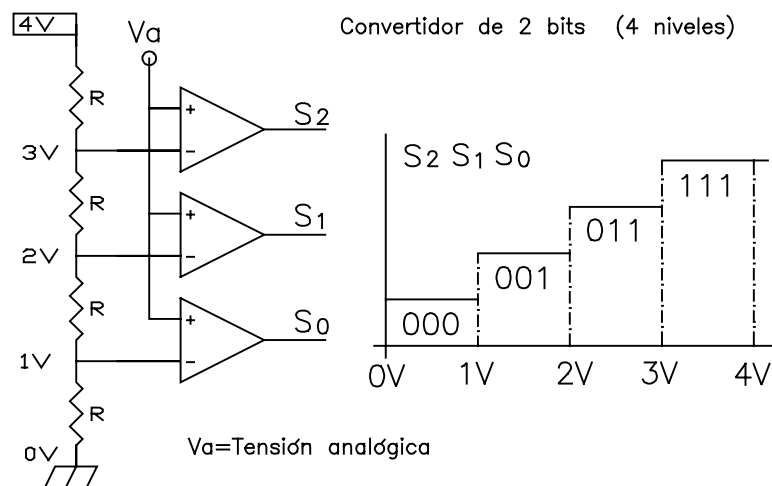 4V
Va
Convertidor de 2 bits (4 niveles)
R
S2
3V
S2 S1 S0
R
S1
111
2V
011
R
S0
001
000
1V
0V 1V 2V 3V 4V
R
0V
Va=Tensión analógica
+
-
+
-
+
-